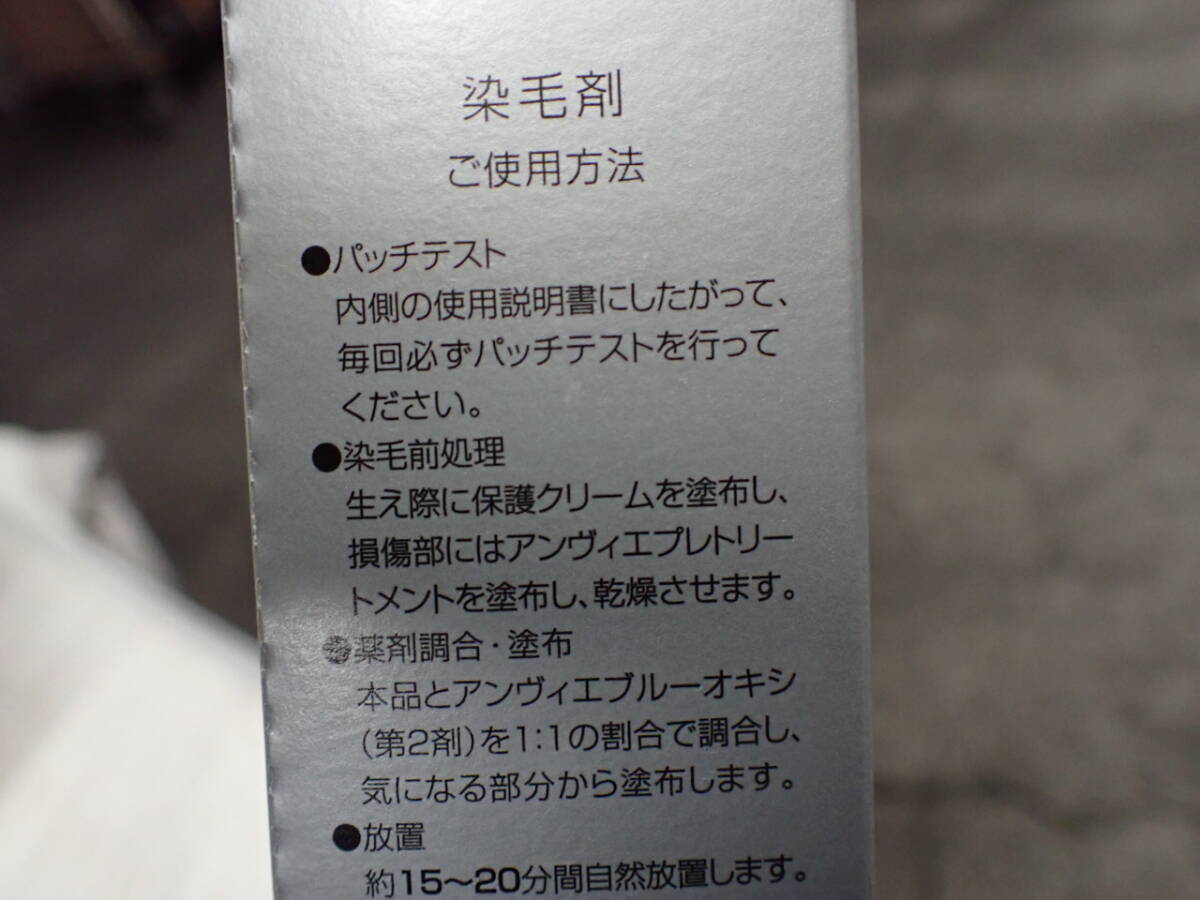 染毛剤
ご使用方法
●パッチテスト
内側の使用説明書にしたがって、
毎回必ずパッチテストを行って
ください。
●染毛前処理
生え際に保護クリームを塗布し、
損傷部にはアンヴィエプレトリー
トメントを塗布し、乾燥させます。
●薬剤調合・塗布
本品とアンヴィエブルーオキシ
(第2剤)を1:1の割合で調合し、
気になる部分から塗布します。
●放置
約15〜20分間自然放置します。